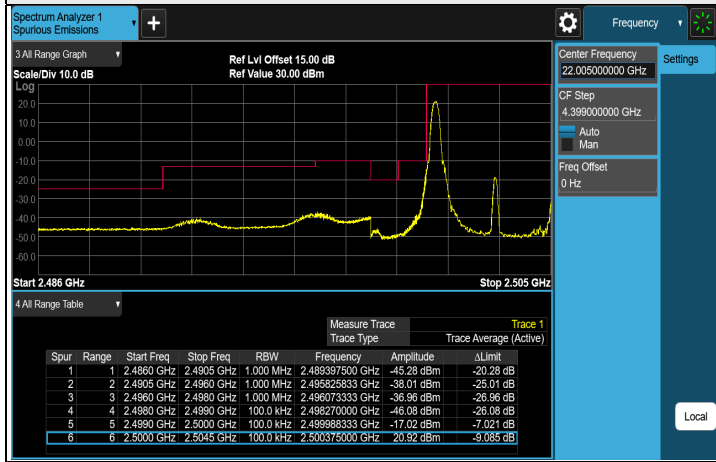 Spectrum Analyzer 1
Spurious Emissions
Frequency
3 All Range Graph
Ref Lvl Offset 15.00 dB
Scale/Div 10.0 dB
Ref Value 30.00 dBm
Log
20.0
10.0
0.00
-10.0
-20.0
-30.0
-40.0
-50.0
-60.0
Start 2.486 GHz
Stop 2.505 GHz
Center Frequency
22.005000000 GHz
Settings
CF Step
4.399000000 GHz
Auto
Man
Freq Offset
0 Hz
4 All Range Table
Measure Trace Trace 1
Trace Type Trace Average (Active)
Spur Range Start Freq Stop Freq RBW Frequency Amplitude ΔLimit
1 1 2.4860 GHz 2.4905 GHz 1.000 MHz 2.489397500 GHz -45.28 dBm -20.28 dB
2 2 2.4905 GHz 2.4960 GHz 1.000 MHz 2.495825833 GHz -38.01 dBm -25.01 dB
3 3 2.4960 GHz 2.4980 GHz 1.000 MHz 2.496073333 GHz -36.96 dBm -26.96 dB
4 4 2.4980 GHz 2.4990 GHz 100.0 kHz 2.498270000 GHz -46.08 dBm -26.08 dB
5 5 2.4990 GHz 2.5000 GHz 100.0 kHz 2.499988333 GHz -17.02 dBm -7.021 dB
6 6 2.5000 GHz 2.5045 GHz 100.0 kHz 2.500375000 GHz 20.92 dBm -9.085 dB
Local